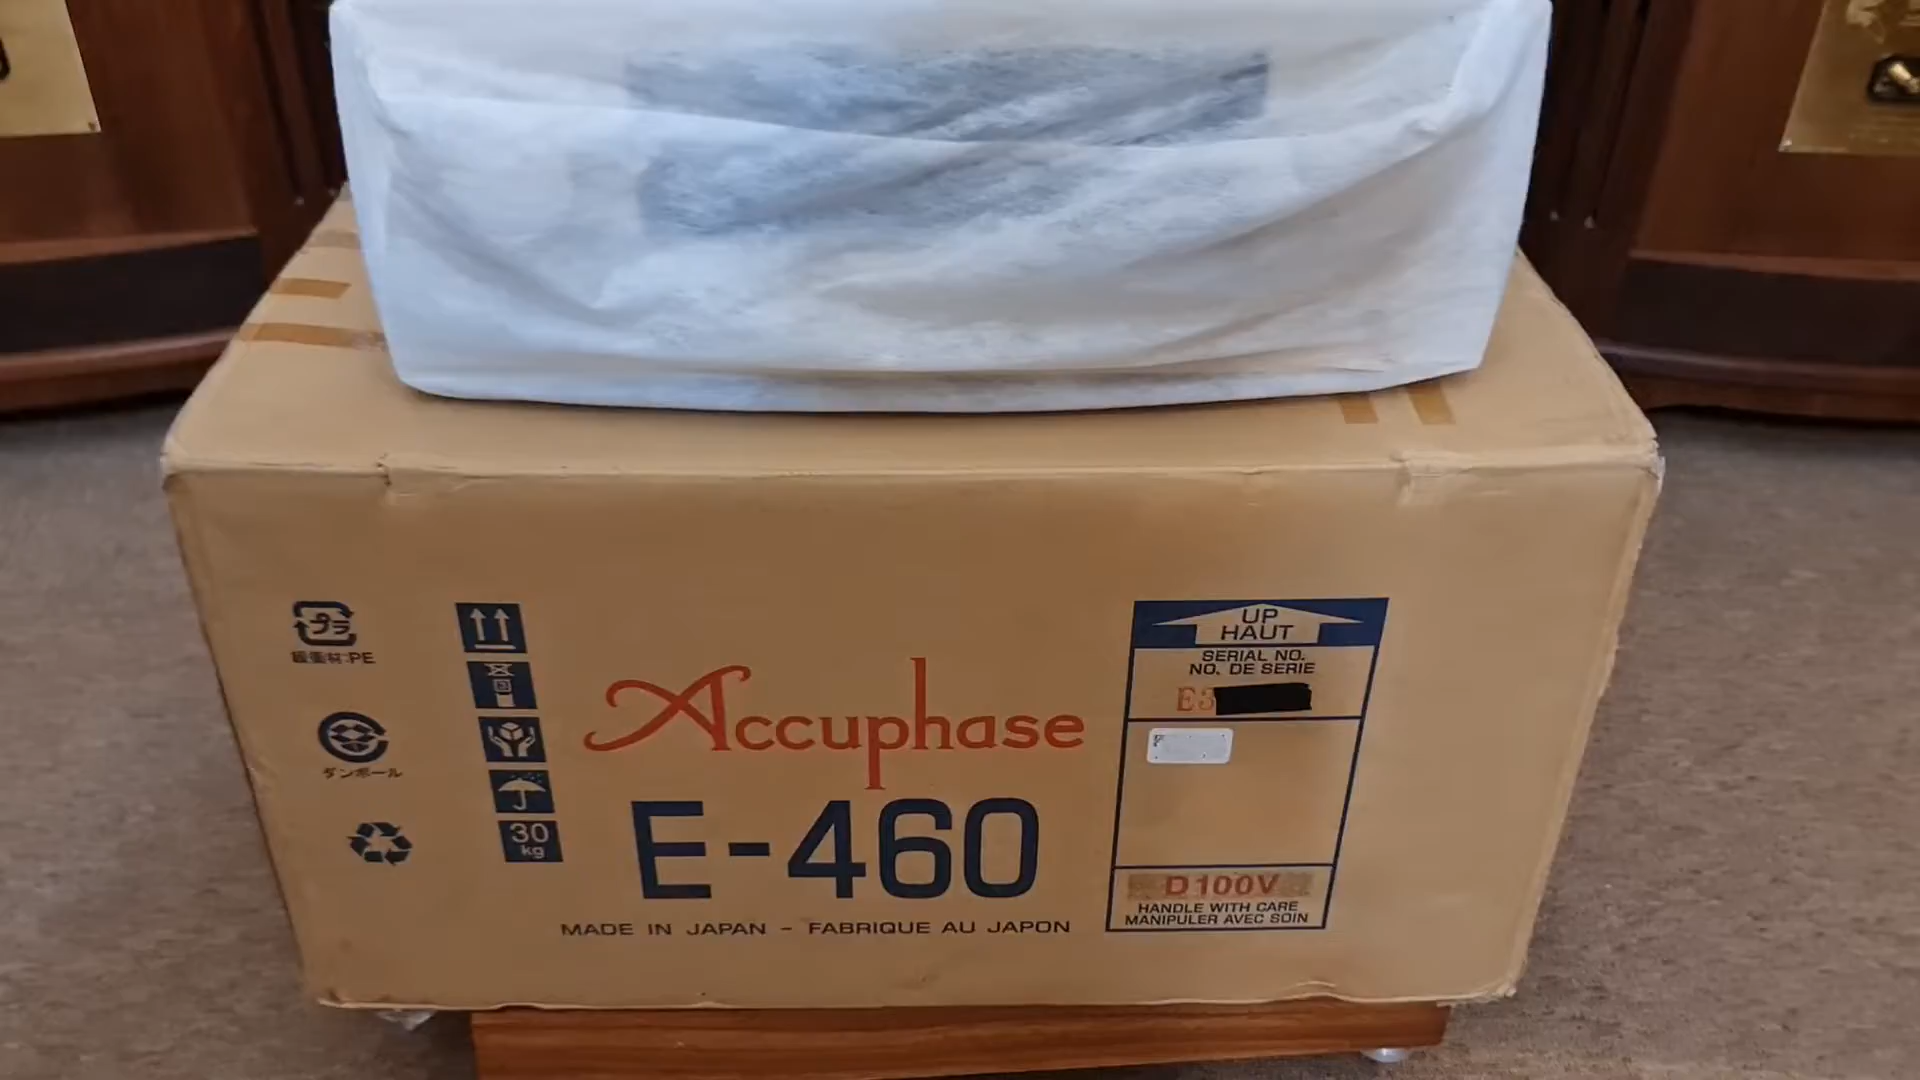 プラ
緩衝材:PE
ダンボール
30
kg
Accuphase
E-460
MADE IN JAPAN - FABRIQUE AU JAPON
UP
HAUT
SERIAL NO.
NO. DE SERIE
E3
D100V
HANDLE WITH CARE
MANIPULER AVEC SOIN